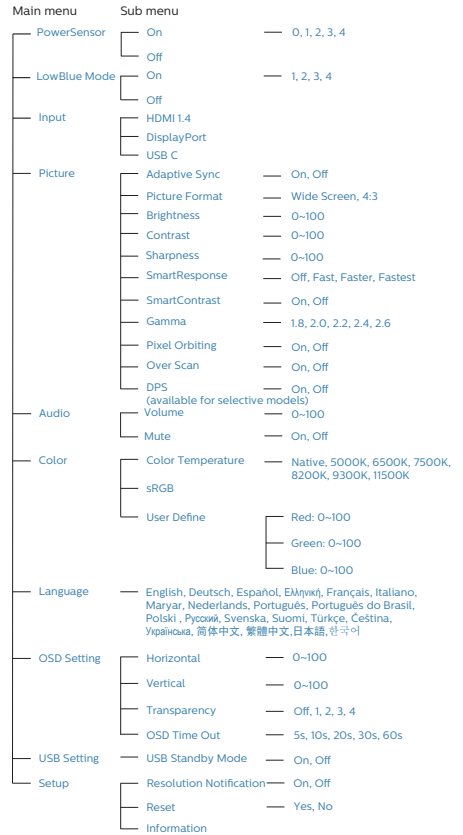 Main menu Sub menu
PowerSensor On 0, 1, 2, 3, 4
Off
LowBlue Mode On 1, 2, 3, 4
Off
Input HDMI 1.4
DisplayPort
USB C
Picture Adaptive Sync On, Off
Picture Format Wide Screen, 4:3
Brightness 0~100
Contrast 0~100
Sharpness 0~100
SmartResponse Off, Fast, Faster, Fastest
SmartContrast On, Off
Gamma 1.8, 2.0, 2.2, 2.4, 2.6
Pixel Orbiting On, Off
Over Scan On, Off
DPS On, Off
(available for selective models)
Audio Volume 0~100
Mute On, Off
Color Color Temperature Native, 5000K, 6500K, 7500K,
8200K, 9300K, 11500K
sRGB
User Define Red: 0~100
Green: 0~100
Blue: 0~100
Language English, Deutsch, Español, Ελληνική, Français, Italiano,
Maryar, Nederlands, Português, Português do Brasil,
Polski , Русский, Svenska, Suomi, Türkçe, Čeština,
Українська, 简体中文, 繁體中文,日本語,한국어
OSD Setting Horizontal 0~100
Vertical 0~100
Transparency Off, 1, 2, 3, 4
OSD Time Out 5s, 10s, 20s, 30s, 60s
USB Setting USB Standby Mode On, Off
Setup Resolution Notification On, Off
Reset Yes, No
Information